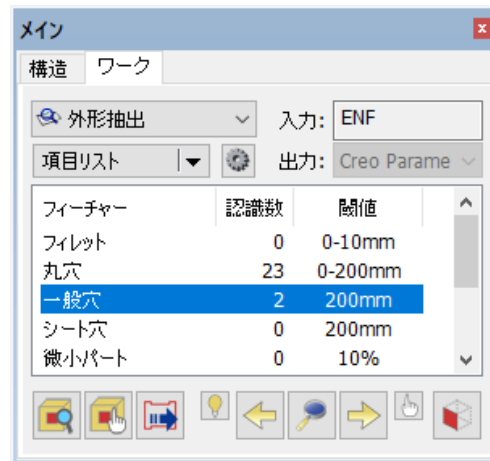 メイン
構造 ワーク
外形抽出 入力: ENF
項目リスト 出力: Creo Parame
フィーチャー 認識数 閾値
フィレット 0 0-10mm
丸穴 23 0-200mm
一般穴 2 200mm
シート穴 0 200mm
微小パート 0 10%